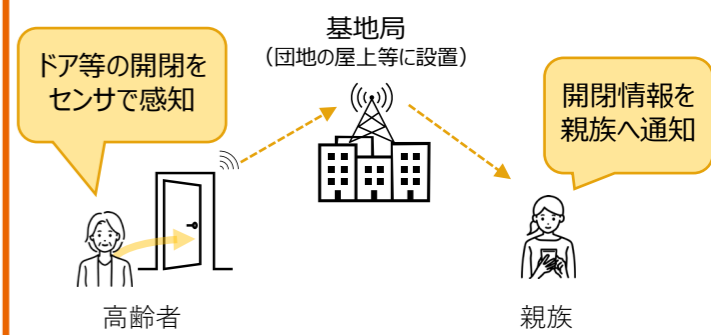 基地局
（団地の屋上等に設置）
ドア等の開閉を
センサで感知
開閉情報を
親族へ通知
高齢者
親族